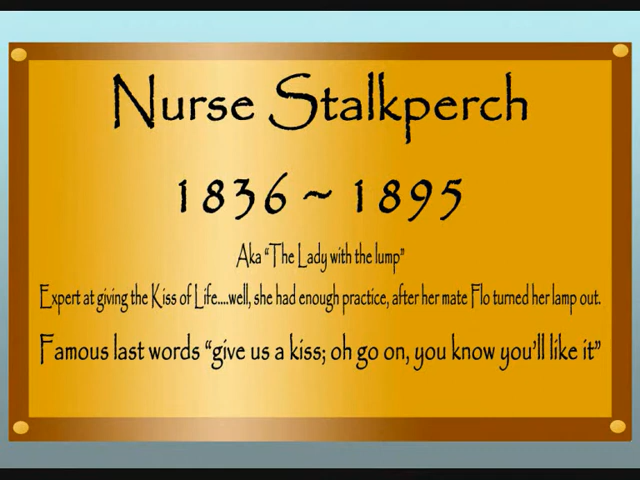 Nurse Stalkperch
1836 ~ 1895
Aka “The Lady with the lump”
Expert at giving the Kiss of Life....well, she had enough practice, after her mate Flo turned her lamp out.
Famous last words “give us a kiss; oh go on, you know you’ll like it”